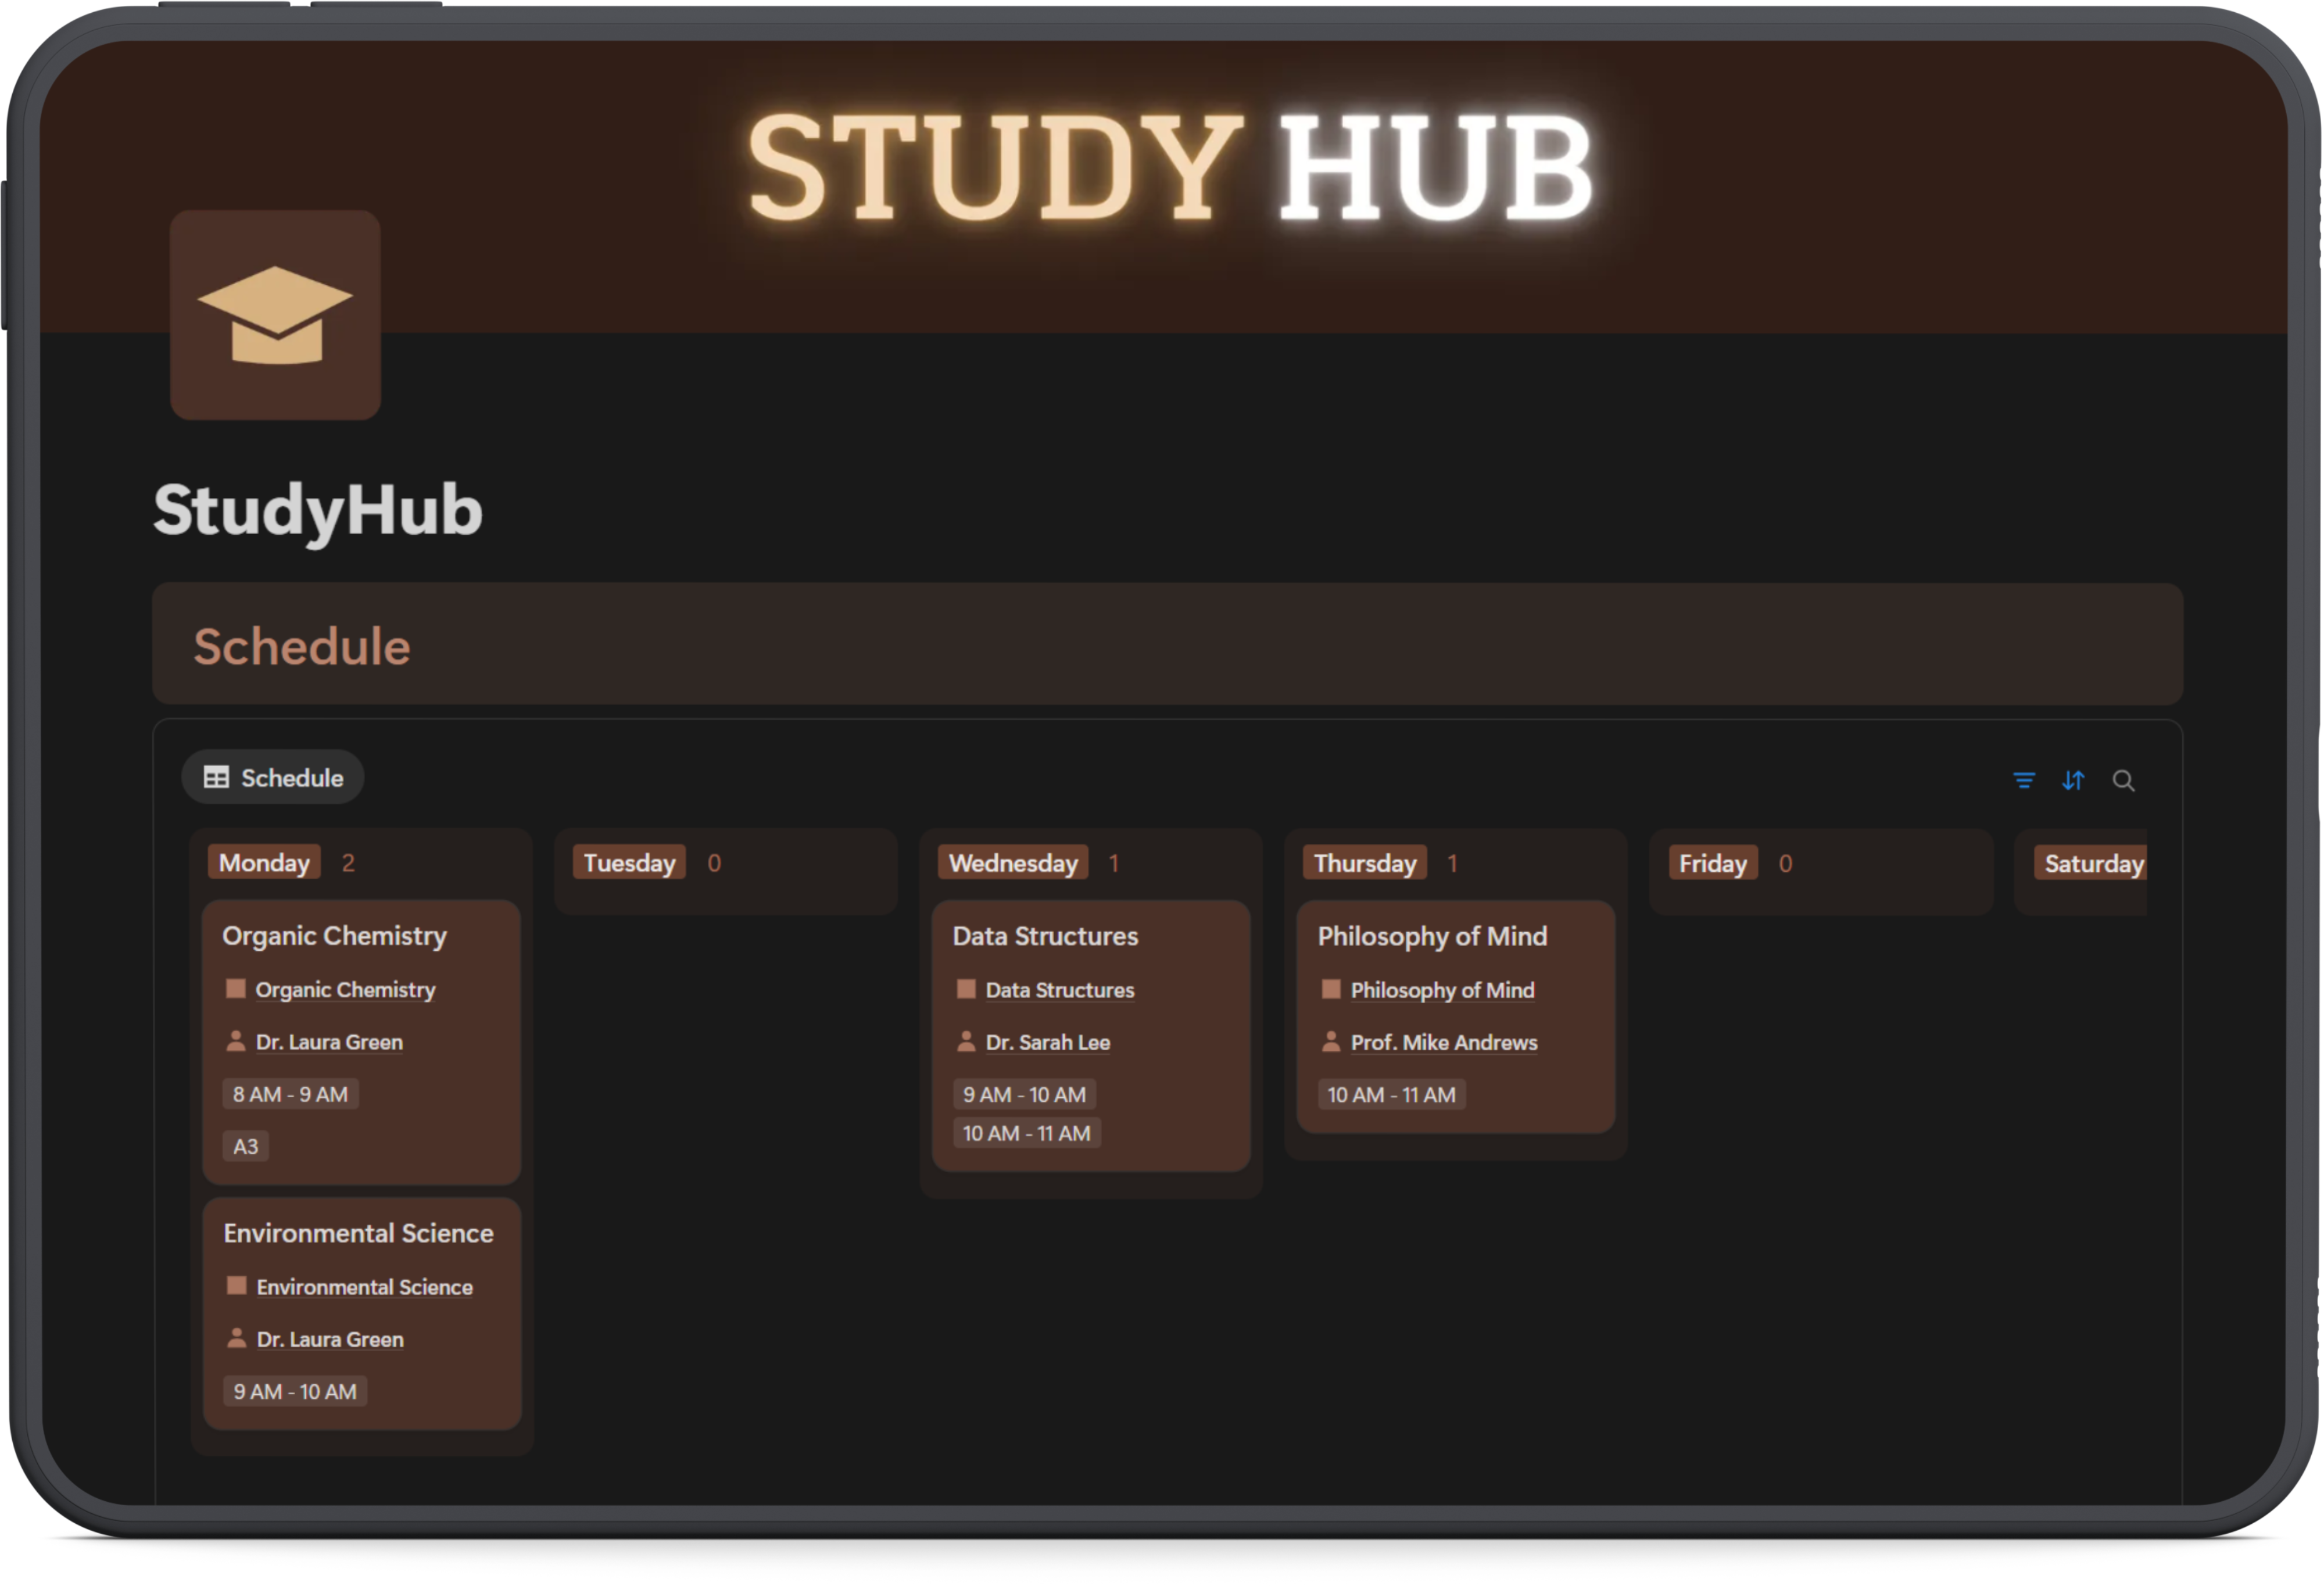 STUDY HUB
StudyHub
Schedule
Schedule
Monday 2
Organic Chemistry
Organic Chemistry
Dr. Laura Green
8 AM - 9 AM
A3
Environmental Science
Environmental Science
Dr. Laura Green
9 AM - 10 AM
Tuesday 0
Wednesday 1
Data Structures
Data Structures
Dr. Sarah Lee
9 AM - 10 AM
10 AM - 11 AM
Thursday 1
Philosophy of Mind
Philosophy of Mind
Prof. Mike Andrews
10 AM - 11 AM
Friday 0
Saturday